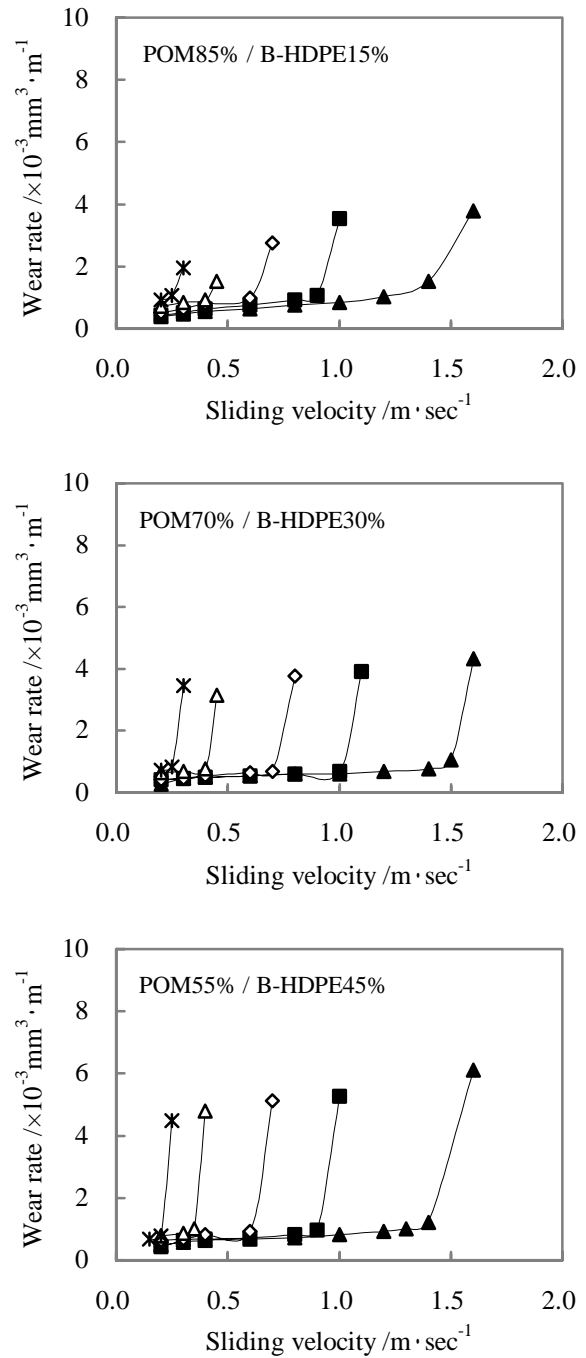 10
8
6
4
2
0
Wear rate /×10⁻³mm³·m⁻¹
POM85% / B-HDPE15%
0.0 0.5 1.0 1.5 2.0
Sliding velocity /m·sec⁻¹
10
8
6
4
2
0
Wear rate /×10⁻³mm³·m⁻¹
POM70% / B-HDPE30%
0.0 0.5 1.0 1.5 2.0
Sliding velocity /m·sec⁻¹
10
8
6
4
2
0
Wear rate /×10⁻³mm³·m⁻¹
POM55% / B-HDPE45%
0.0 0.5 1.0 1.5 2.0
Sliding velocity /m·sec⁻¹